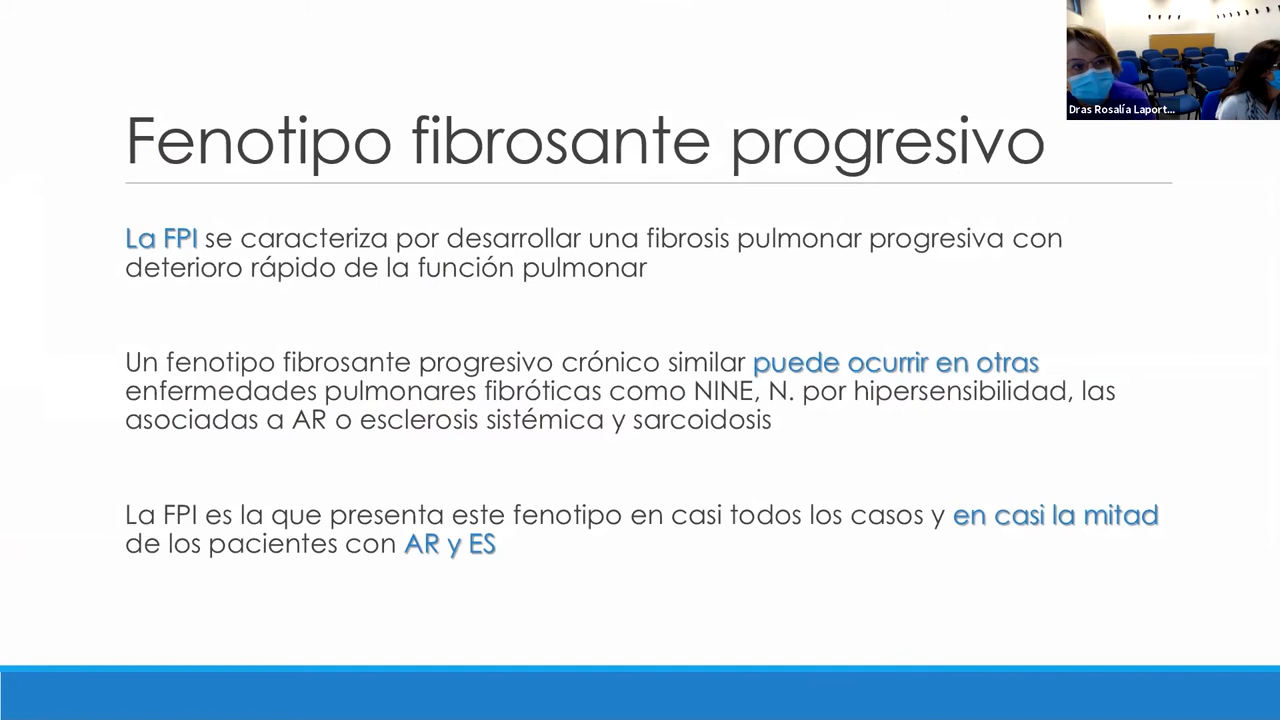 Dras Rosalía Laport...
Fenotipo fibrosante progresivo
La FPI se caracteriza por desarrollar una fibrosis pulmonar progresiva con
deterioro rápido de la función pulmonar
Un fenotipo fibrosante progresivo crónico similar puede ocurrir en otras
enfermedades pulmonares fibróticas como NINE, N. por hipersensibilidad, las
asociadas a AR o esclerosis sistémica y sarcoidosis
La FPI es la que presenta este fenotipo en casi todos los casos y en casi la mitad
de los pacientes con AR y ES